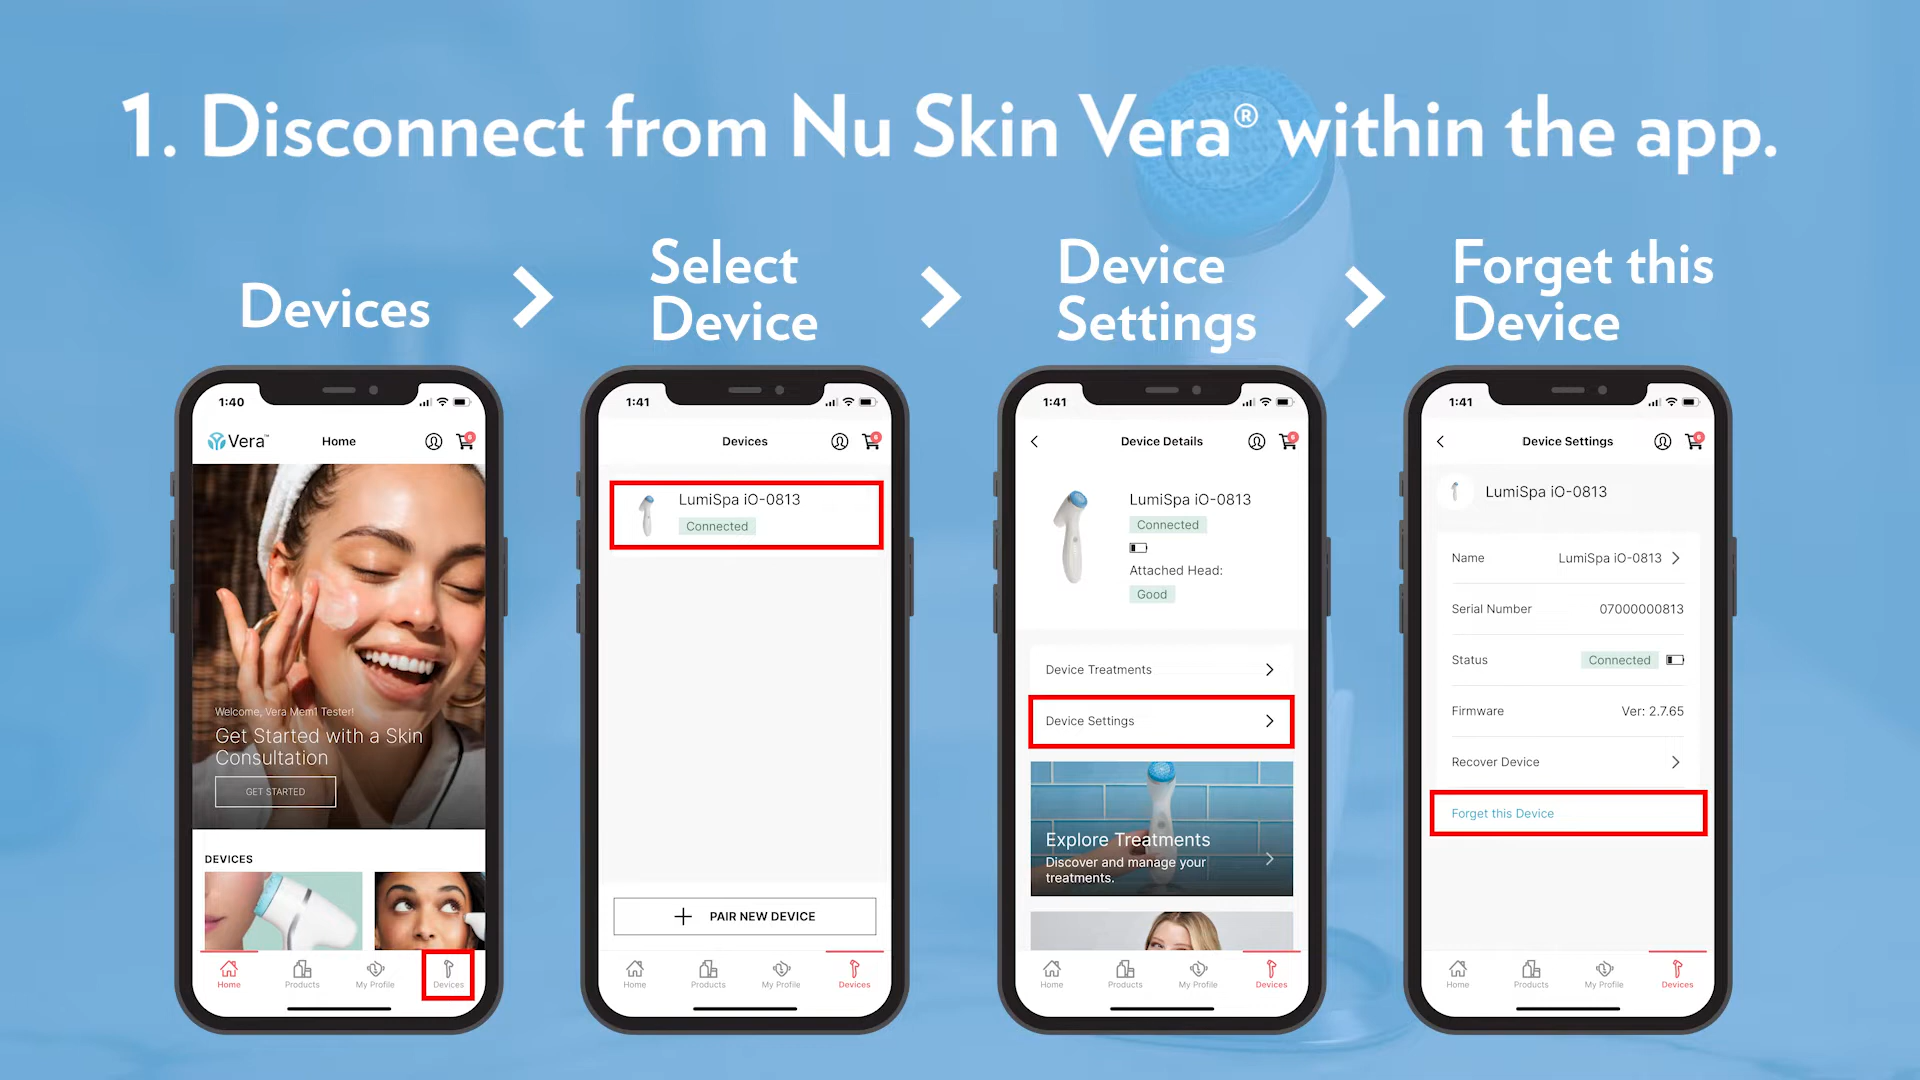 1. Disconnect from Nu Skin Vera® within the app.
Devices
Select
Device
Device
Settings
Forget this
Device
1:40
Vera™
Home
6
Welcome, Vera Mem1 Tester!
Get Started with a Skin
Consultation
GET STARTED
DEVICES
Home
Products
My Profile
Devices
1:41
Devices
6
LumiSpa iO-0813
Connected
PAIR NEW DEVICE
Home
Products
My Profile
Devices
1:41
Device Details
6
LumiSpa iO-0813
Connected
Attached Head:
Good
Device Treatments
Device Settings
Explore Treatments
Discover and manage your
treatments.
Home
Products
My Profile
Devices
1:41
Device Settings
6
LumiSpa iO-0813
Name LumiSpa iO-0813
Serial Number 07000000813
Status Connected
Firmware Ver: 2.7.65
Recover Device
Forget this Device
Home
Products
My Profile
Devices